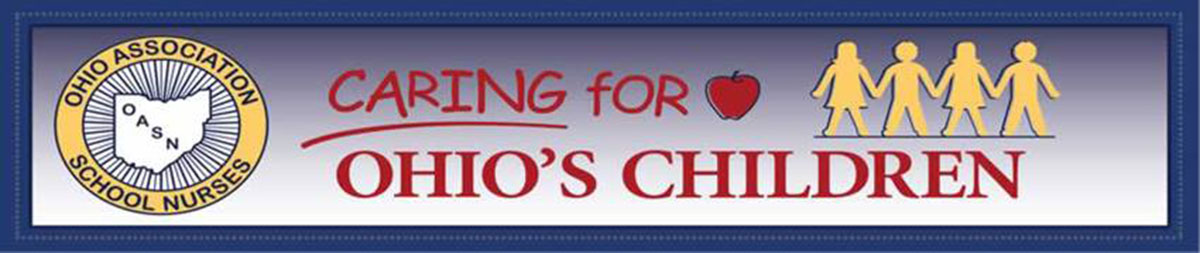 OHIO ASSOCIATION
OASN
SCHOOL NURSES
CARING FOR
OHIO'S CHILDREN